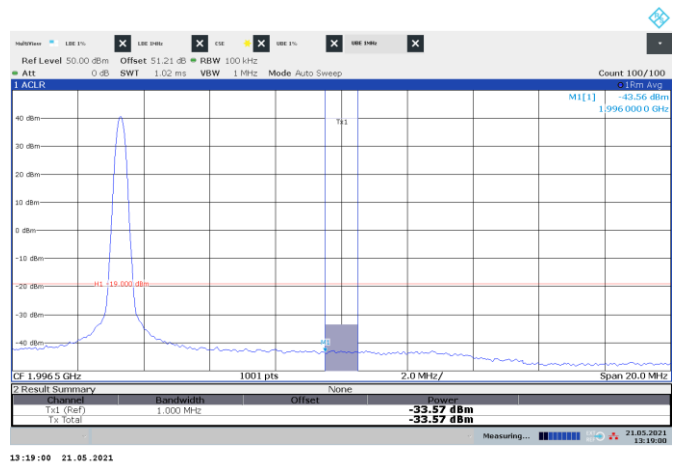 MultiView LBE 1% LBE 1MHz CSE UBE 1% UBE 1MHz
Ref Level 50.00 dBm Offset 51.21 dB RBW 100 kHz
Att 0 dB SWT 1.02 ms VBW 1 MHz Mode Auto Sweep Count 100/100
1 ACLR 1Rm Avg
M1[1] -43.56 dBm
1.996 000 0 GHz
40 dBm
Tx1
30 dBm
20 dBm
10 dBm
0 dBm
-10 dBm
H1 -19.000 dBm
-20 dBm
-30 dBm
-40 dBm
M1
CF 1.996 5 GHz 1001 pts 2.0 MHz/ Span 20.0 MHz
2 Result Summary None
Channel Bandwidth Offset Power
Tx1 (Ref) 1.000 MHz -33.57 dBm
Tx Total -33.57 dBm
Measuring... 21.05.2021
13:19:00
13:19:00 21.05.2021